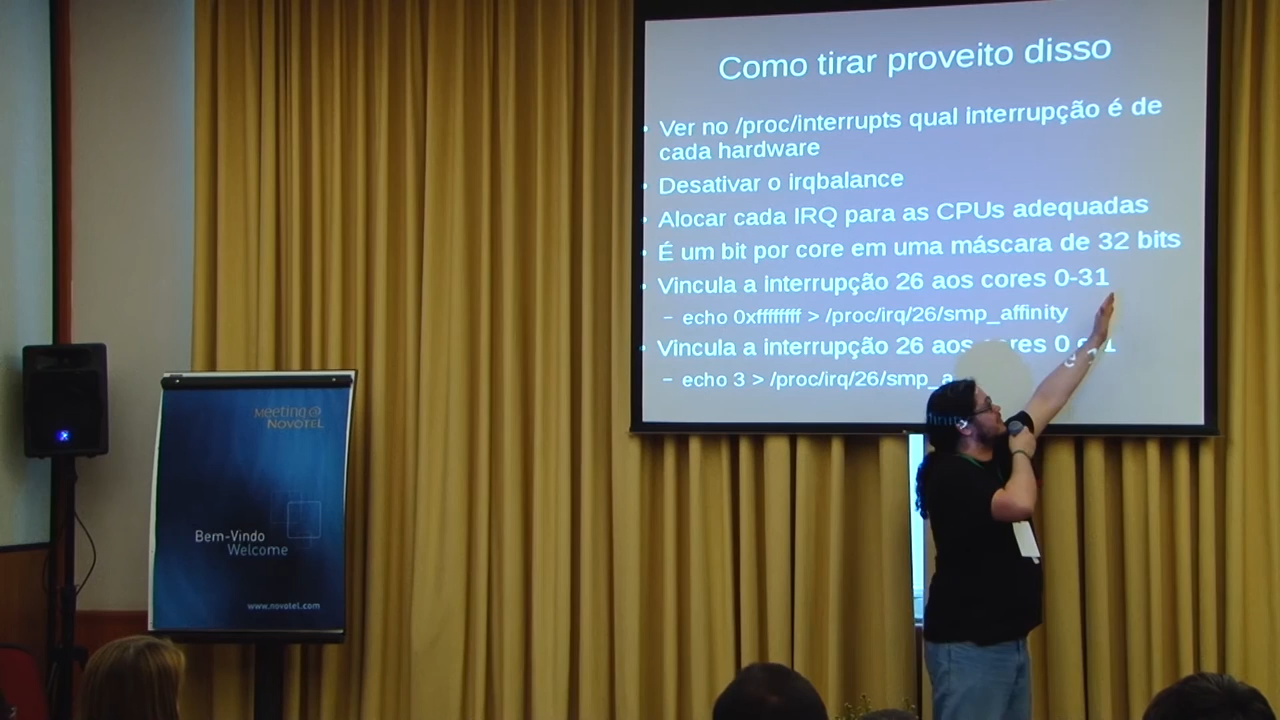 Como tirar proveito disso
• Ver no /proc/interrupts qual interrupção é de
cada hardware
• Desativar o irqbalance
• Alocar cada IRQ para as CPUs adequadas
• É um bit por core em uma máscara de 32 bits
• Vincula a interrupção 26 aos cores 0-31
– echo 0xffffffff > /proc/irq/26/smp_affinity
• Vincula a interrupção 26 aos cores 0
– echo 3 > /proc/irq/26/smp_a
Meeting@
NOVOTEL
Bem-Vindo
Welcome
www.novotel.com